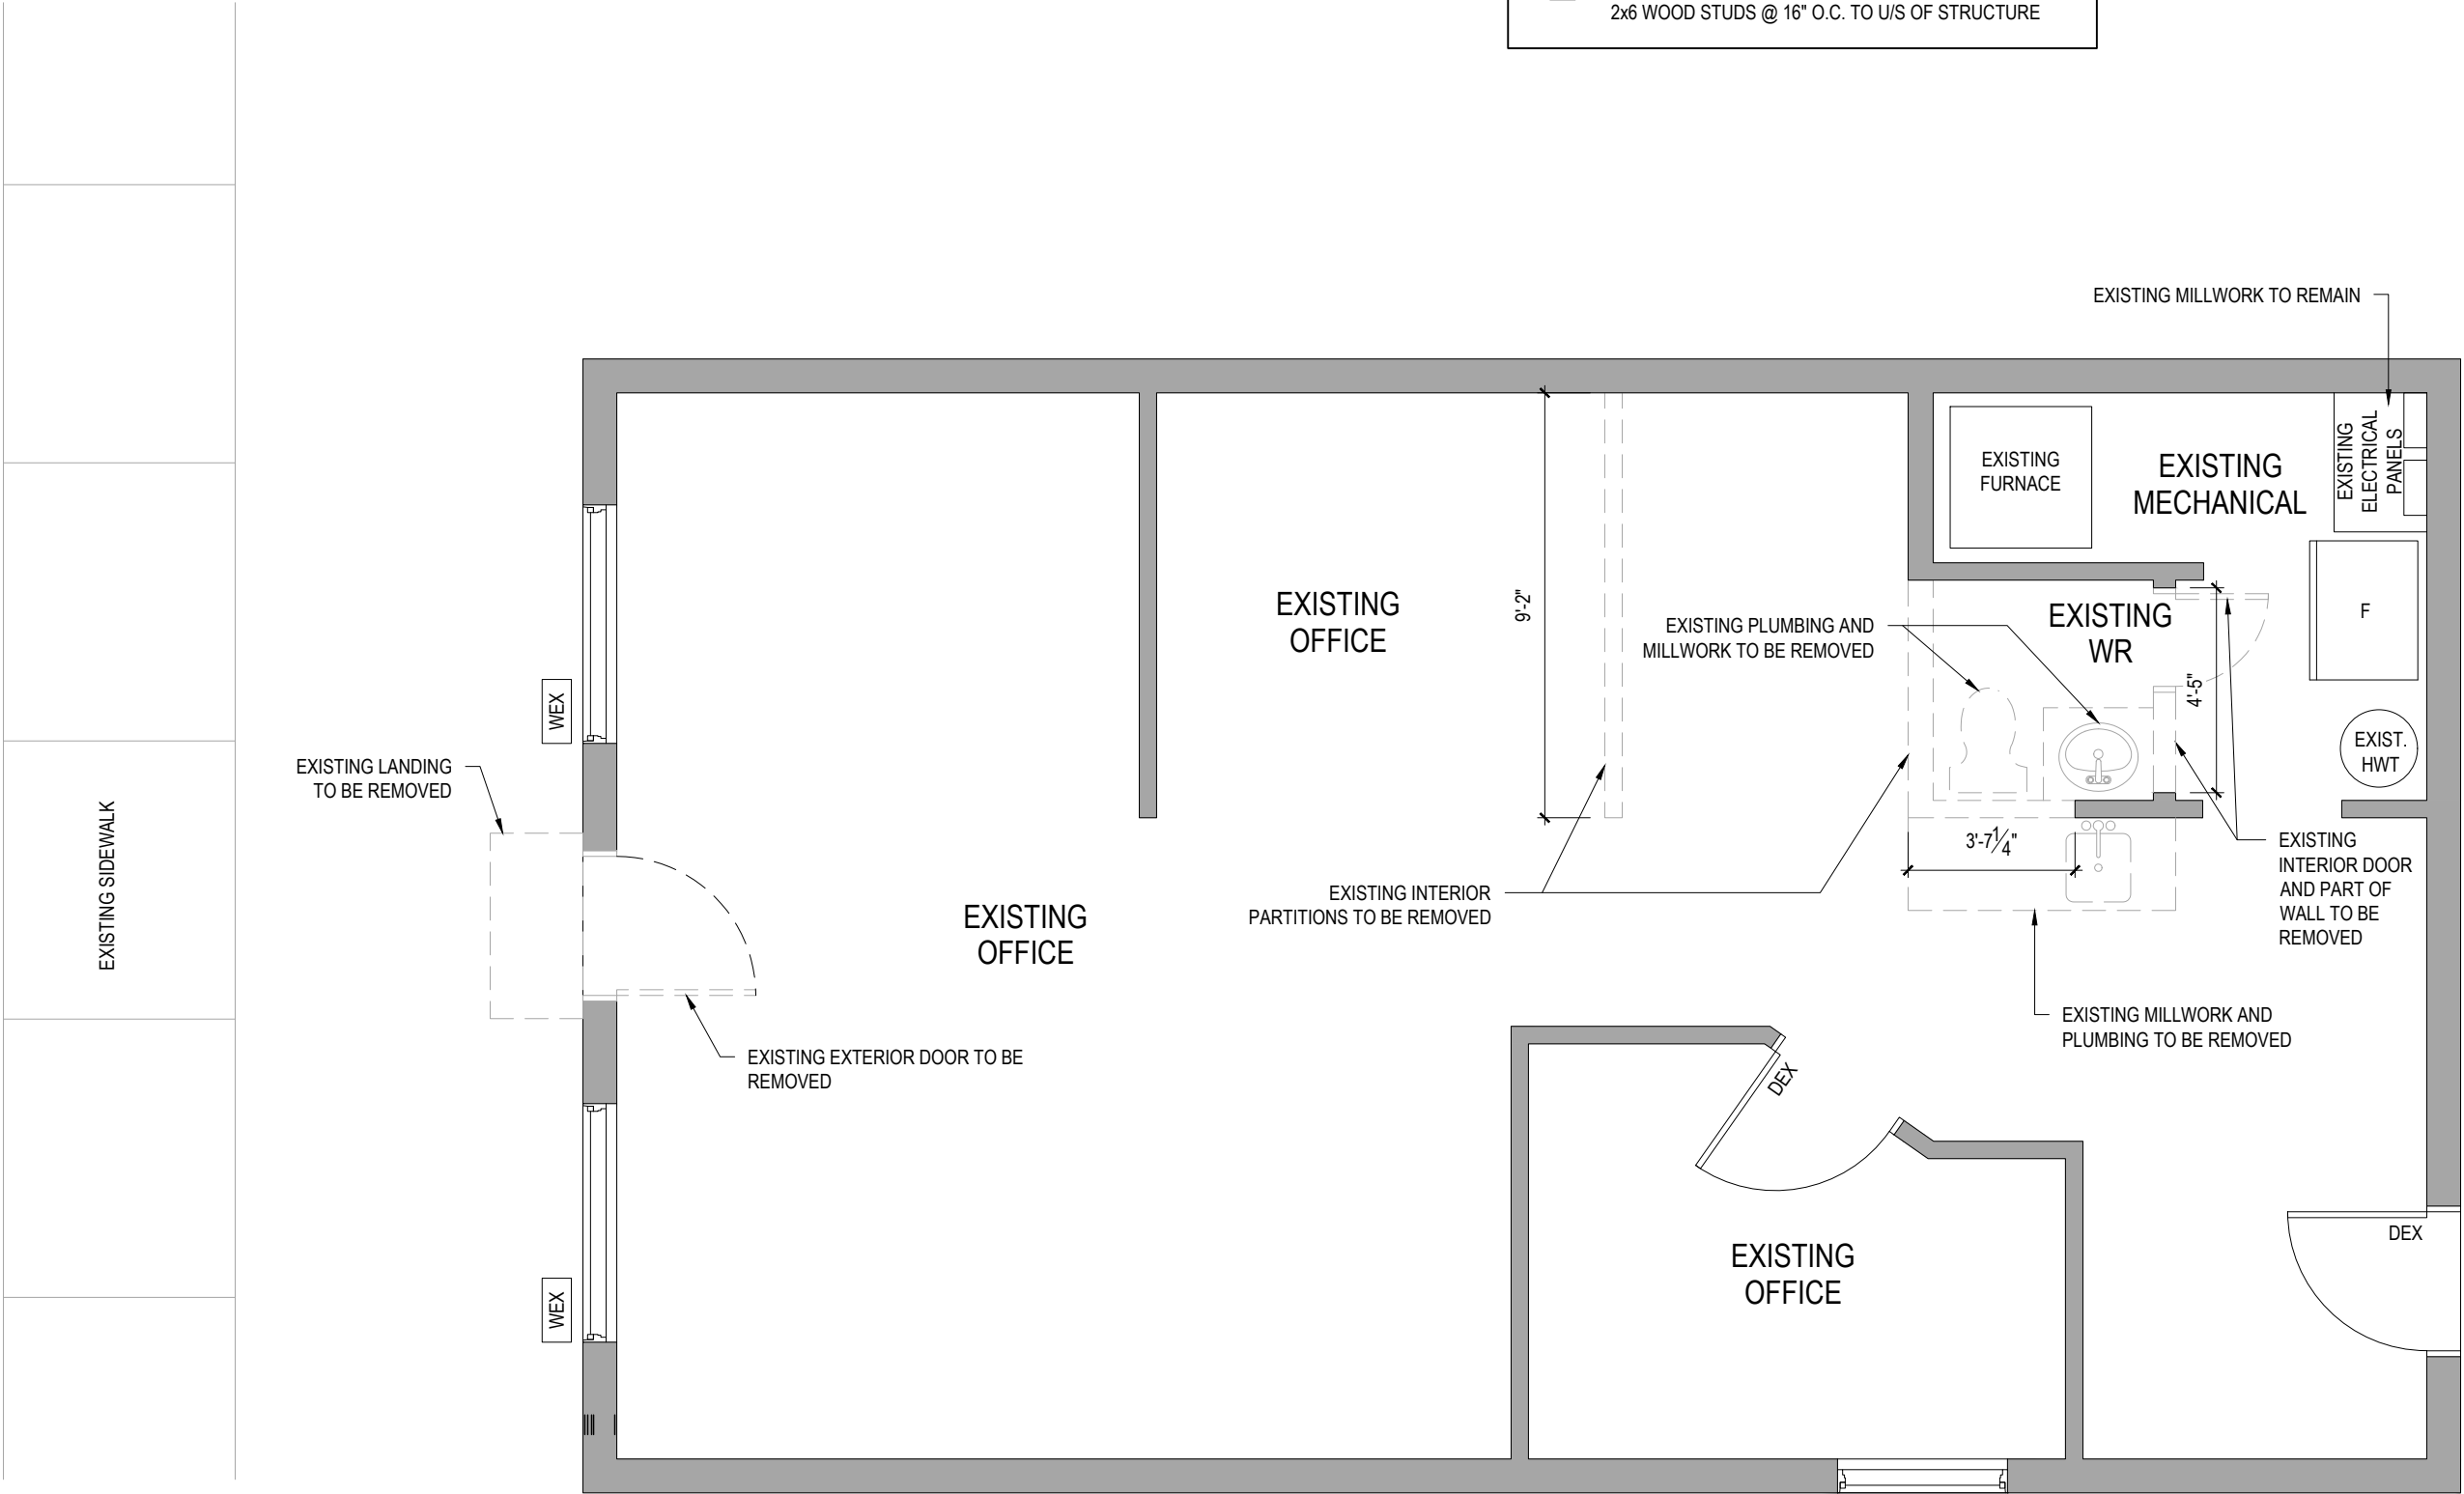 2x6 WOOD STUDS @ 16" O.C. TO U/S OF STRUCTURE
EXISTING MILLWORK TO REMAIN
EXISTING
FURNACE
EXISTING
MECHANICAL
EXISTING
ELECTRICAL
PANELS
EXISTING
OFFICE
9'-2"
EXISTING PLUMBING AND
MILLWORK TO BE REMOVED
EXISTING
WR
4'-5"
F
WEX
EXIST.
HWT
EXISTING LANDING
TO BE REMOVED
EXISTING SIDEWALK
3'-7 1/4"
EXISTING
INTERIOR DOOR
AND PART OF
WALL TO BE
REMOVED
EXISTING INTERIOR
PARTITIONS TO BE REMOVED
EXISTING
OFFICE
EXISTING MILLWORK AND
PLUMBING TO BE REMOVED
EXISTING EXTERIOR DOOR TO BE
REMOVED
DEX
DEX
EXISTING
OFFICE
WEX